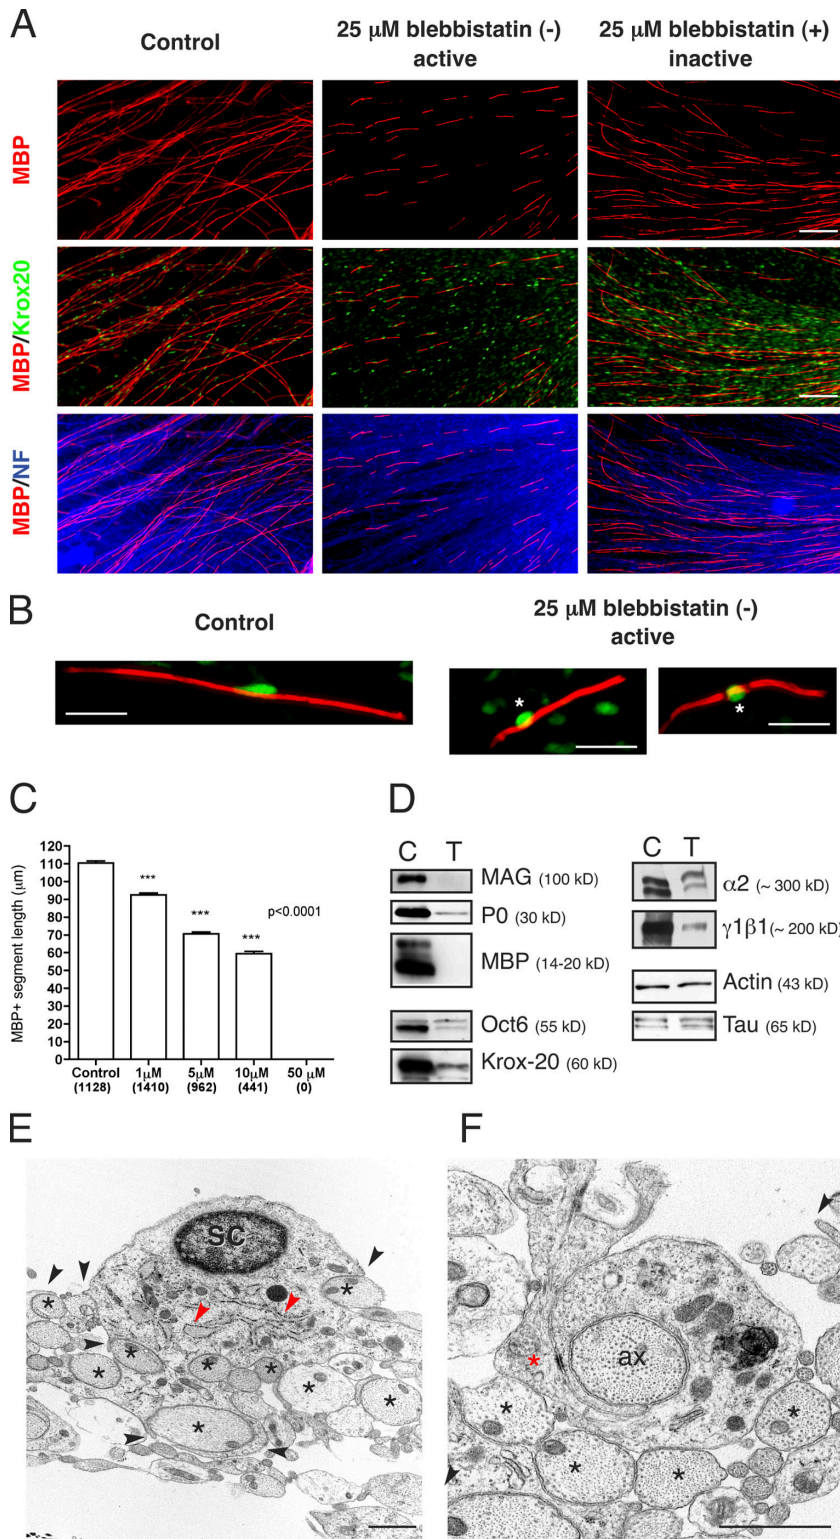 A
Control
25 μM blebbistatin (-)
active
25 μM blebbistatin (+)
inactive
MBP
MBP/Krox20
MBP/NF
B
Control
25 μM blebbistatin (-)
active
*
*
C
MBP+ segment length (μm)
120
110
100
90
80
70
60
50
40
30
20
10
0
***
***
***
p<0.0001
Control 1μM 5μM 10μM 50 μM
(1128) (1410) (962) (441) (0)
D
C T
MAG (100 kD)
P0 (30 kD)
MBP (14-20 kD)
Oct6 (55 kD)
Krox-20 (60 kD)
C T
α2 (~ 300 kD)
γ1β1 (~ 200 kD)
Actin (43 kD)
Tau (65 kD)
E
SC
* * * * * * * * *
F
ax
* * * * *